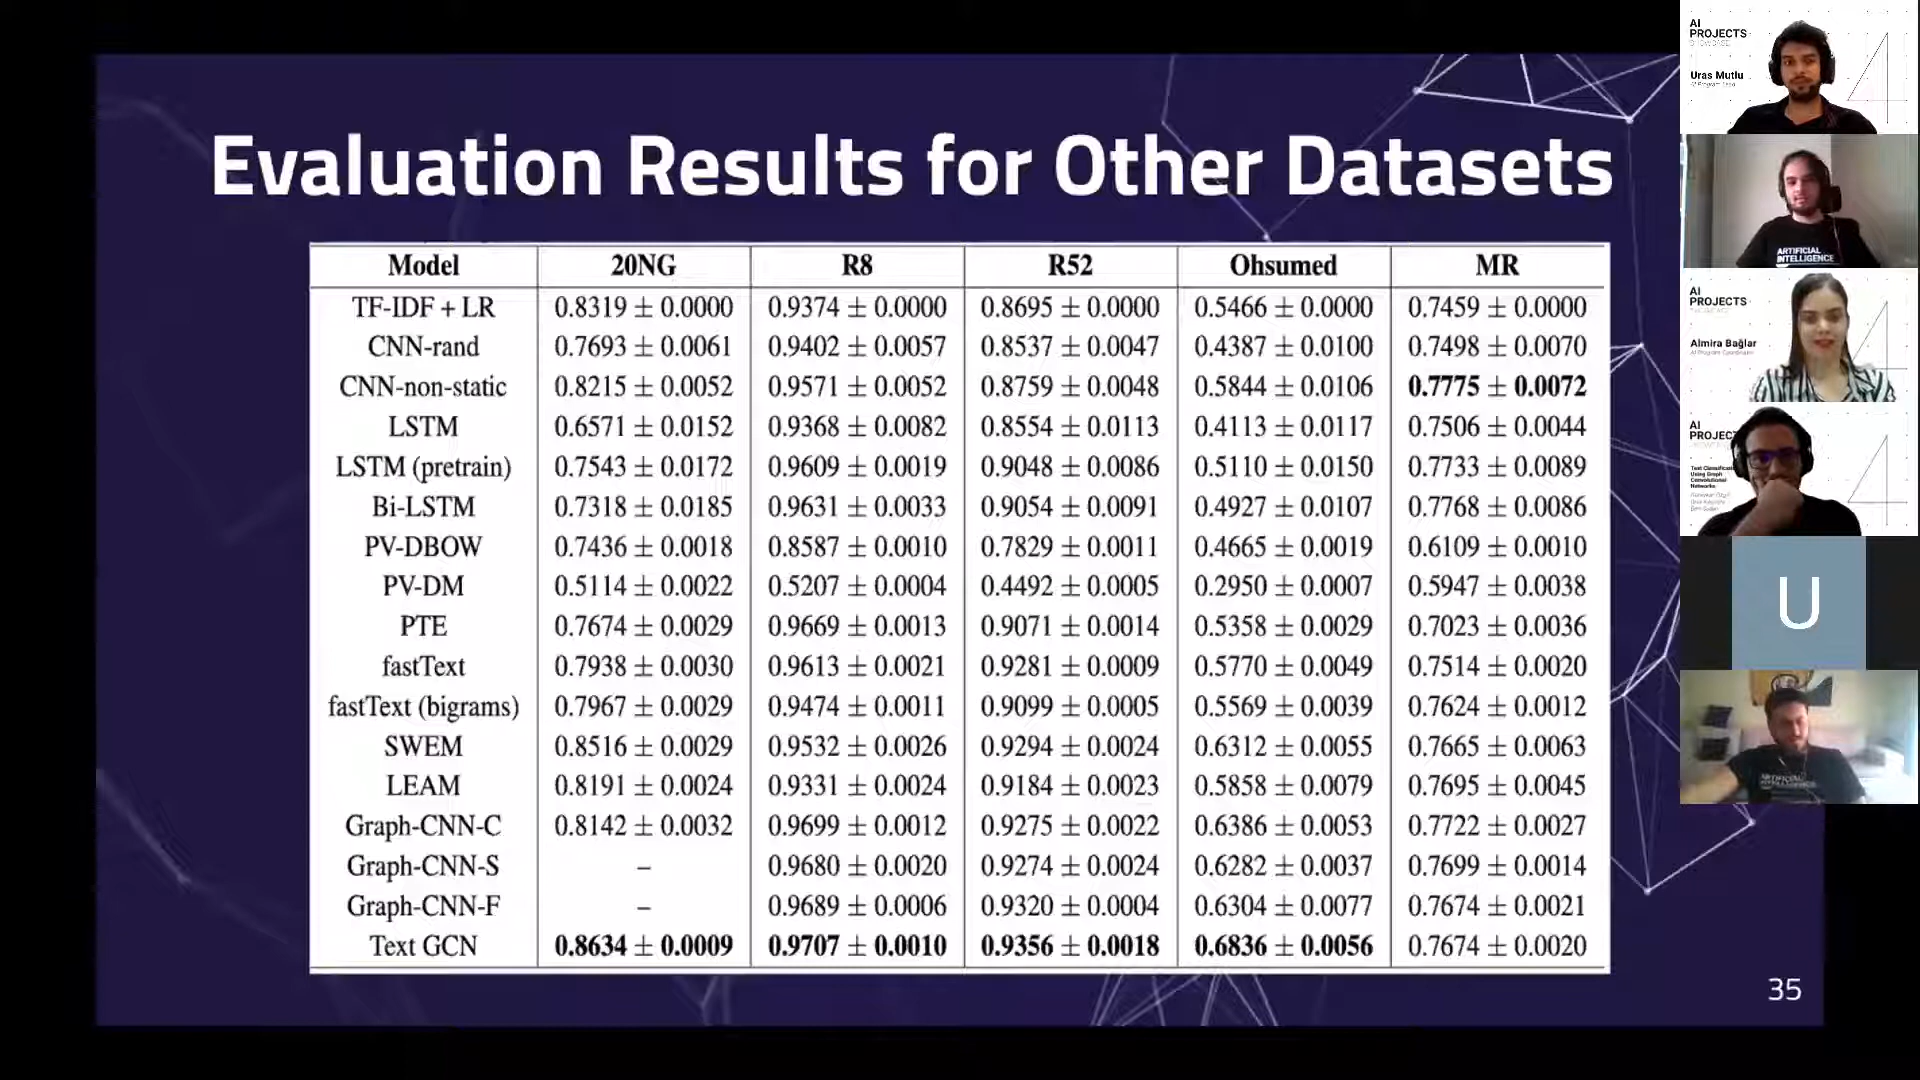 Evaluation Results for Other Datasets
Model 20NG R8 R52 Ohsumed MR
TF-IDF + LR 0.8319 ± 0.0000 0.9374 ± 0.0000 0.8695 ± 0.0000 0.5466 ± 0.0000 0.7459 ± 0.0000
CNN-rand 0.7693 ± 0.0061 0.9402 ± 0.0057 0.8537 ± 0.0047 0.4387 ± 0.0100 0.7498 ± 0.0070
CNN-non-static 0.8215 ± 0.0052 0.9571 ± 0.0052 0.8759 ± 0.0048 0.5844 ± 0.0106 0.7775 ± 0.0072
LSTM 0.6571 ± 0.0152 0.9368 ± 0.0082 0.8554 ± 0.0113 0.4113 ± 0.0117 0.7506 ± 0.0044
LSTM (pretrain) 0.7543 ± 0.0172 0.9609 ± 0.0019 0.9048 ± 0.0086 0.5110 ± 0.0150 0.7733 ± 0.0089
Bi-LSTM 0.7318 ± 0.0185 0.9631 ± 0.0033 0.9054 ± 0.0091 0.4927 ± 0.0107 0.7768 ± 0.0086
PV-DBOW 0.7436 ± 0.0018 0.8587 ± 0.0010 0.7829 ± 0.0011 0.4665 ± 0.0019 0.6109 ± 0.0010
PV-DM 0.5114 ± 0.0022 0.5207 ± 0.0004 0.4492 ± 0.0005 0.2950 ± 0.0007 0.5947 ± 0.0038
PTE 0.7674 ± 0.0029 0.9669 ± 0.0013 0.9071 ± 0.0014 0.5358 ± 0.0029 0.7023 ± 0.0036
fastText 0.7938 ± 0.0030 0.9613 ± 0.0021 0.9281 ± 0.0009 0.5770 ± 0.0049 0.7514 ± 0.0020
fastText (bigrams) 0.7967 ± 0.0029 0.9474 ± 0.0011 0.9099 ± 0.0005 0.5569 ± 0.0039 0.7624 ± 0.0012
SWEM 0.8516 ± 0.0029 0.9532 ± 0.0026 0.9294 ± 0.0024 0.6312 ± 0.0055 0.7665 ± 0.0063
LEAM 0.8191 ± 0.0024 0.9331 ± 0.0024 0.9184 ± 0.0023 0.5858 ± 0.0079 0.7695 ± 0.0045
Graph-CNN-C 0.8142 ± 0.0032 0.9699 ± 0.0012 0.9275 ± 0.0022 0.6386 ± 0.0053 0.7722 ± 0.0027
Graph-CNN-S – 0.9680 ± 0.0020 0.9274 ± 0.0024 0.6282 ± 0.0037 0.7699 ± 0.0014
Graph-CNN-F – 0.9689 ± 0.0006 0.9320 ± 0.0004 0.6304 ± 0.0077 0.7674 ± 0.0021
Text GCN 0.8634 ± 0.0009 0.9707 ± 0.0010 0.9356 ± 0.0018 0.6836 ± 0.0056 0.7674 ± 0.0020
35
AI
PROJECTS
Uras Mutlu
ARTIFICIAL
INTELLIGENCE
AI
PROJECTS
Almira Bağlar
AI
PROJECT
Using Graph
Convolutional
Networks
U
ARTIFICIAL